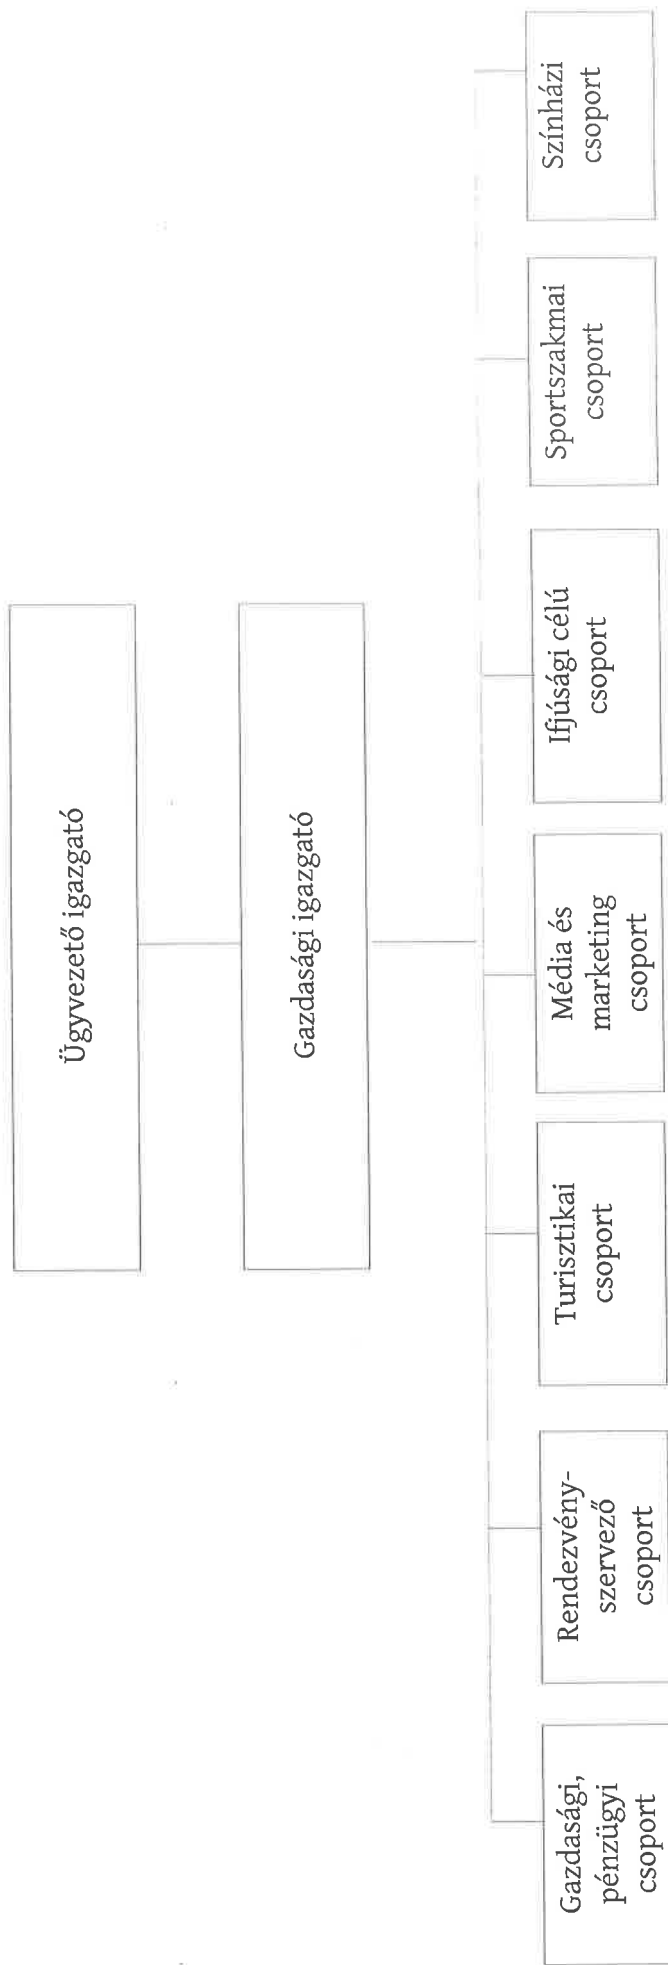 Ügyvezető igazgató
Gazdasági igazgató
Gazdasági,
pénzügyi
csoport
Rendezvény-
szervező
csoport
Turisztikai
csoport
Média és
marketing
csoport
Ifjúsági célú
csoport
Sportszakmai
csoport
Színházi
csoport